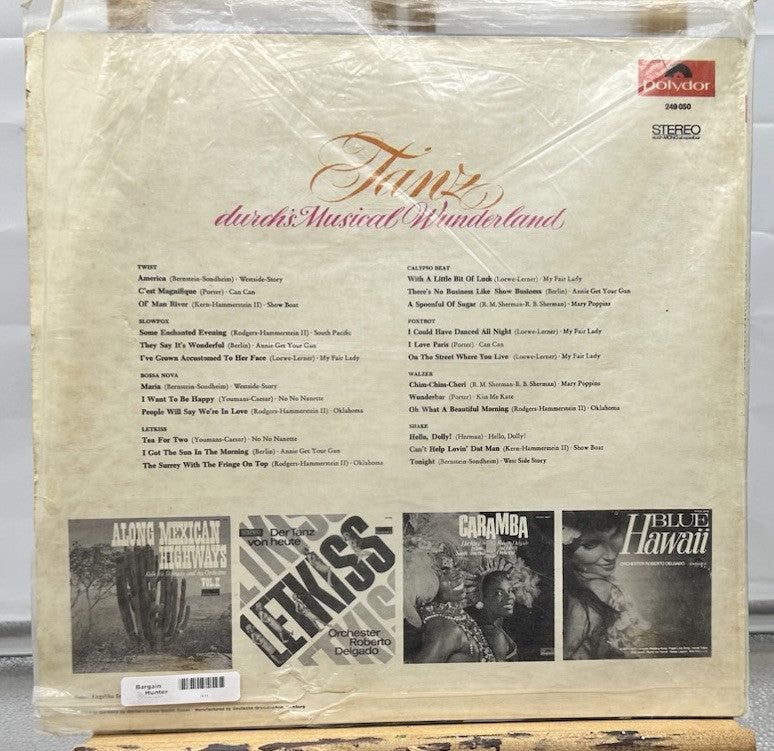 polydor
249 050
STEREO
Tanz
durch's Musical Wunderland
TWIST
America (Bernstein-Sondheim) · Westside-Story
C'est Magnifique (Porter) · Can Can
Ol' Man River (Kern-Hammerstein II) · Show Boat
SLOWFOX
Some Enchanted Evening (Rodgers-Hammerstein II) · South Pacific
They Say It's Wonderful (Berlin) · Annie Get Your Gun
I've Grown Accustomed To Her Face (Loewe-Lerner) · My Fair Lady
BOSSA NOVA
Maria (Bernstein-Sondheim) · Westside-Story
I Want To Be Happy (Youmans-Caesar) · No No Nanette
People Will Say We're In Love (Rodgers-Hammerstein II) · Oklahoma
LETKISS
Tea For Two (Youmans-Caesar) · No No Nanette
I Got The Sun In The Morning (Berlin) · Annie Get Your Gun
The Surrey With The Fringe On Top (Rodgers-Hammerstein II) · Oklahoma
CALYPSO BEAT
With A Little Bit Of Luck (Loewe-Lerner) · My Fair Lady
There's No Business Like Show Business (Berlin) · Annie Get Your Gun
A Spoonful Of Sugar (R. M. Sherman-R. B. Sherman) · Mary Poppins
FOXTROT
I Could Have Danced All Night (Loewe-Lerner) · My Fair Lady
I Love Paris (Porter) · Can Can
On The Street Where You Live (Loewe-Lerner) · My Fair Lady
WALZER
Chim-Chim-Cheri (R. M. Sherman-R. B. Sherman) · Mary Poppins
Wunderbar (Porter) · Kiss Me Kate
Oh What A Beautiful Morning (Rodgers-Hammerstein II) · Oklahoma
SHAKE
Hello, Dolly! (Herman) · Hello, Dolly!
Can't Help Lovin' Dat Man (Kern-Hammerstein II) · Show Boat
Tonight (Bernstein-Sondheim) · West Side Story
ALONG MEXICAN
HIGHWAYS
and his Orchestra
VOL.II
Der Tanz
von heute
LETKISS
Orchester
Roberto
Delgado
CARAMBA
BLUE
Hawaii
ORCHESTER ROBERTO DELGADO
Bargain
Hunter
Manufactured by Deutsche Grammophon, Hamburg